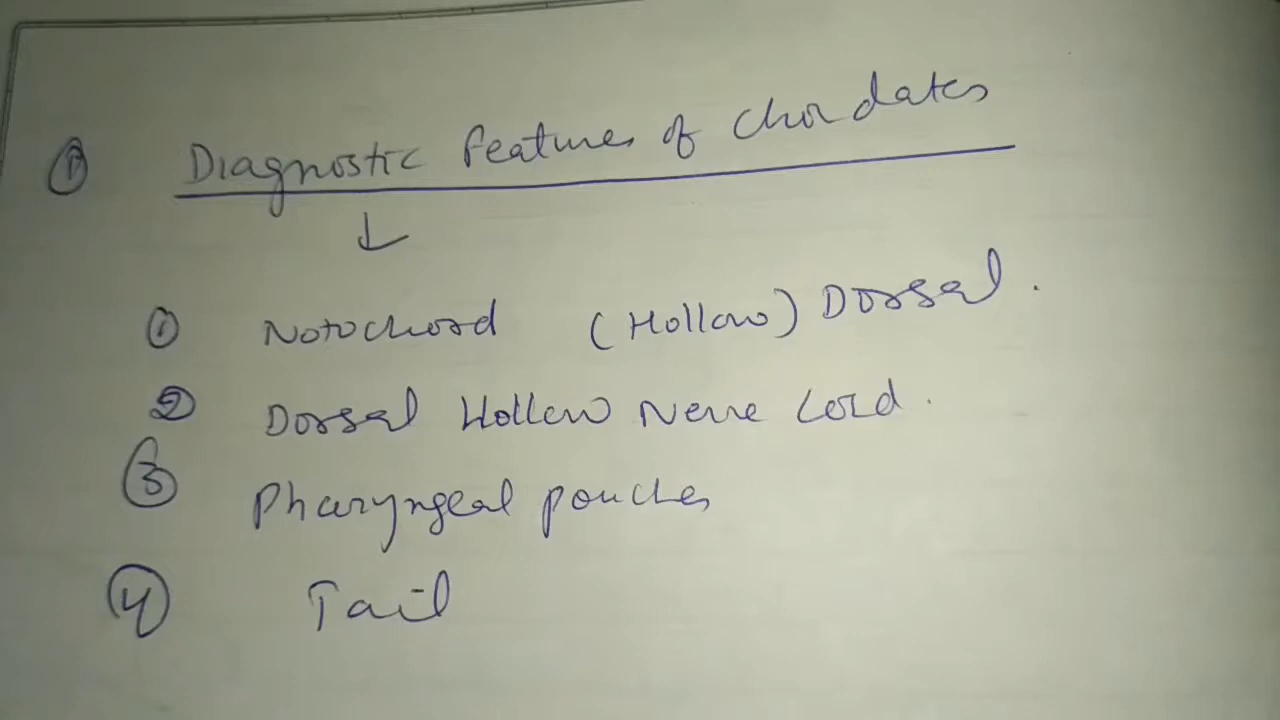 ① Diagnostic features of Chordates
↓
① Notochord (Hollow) Dorsal.
② Dorsal Hollow Nerve Cord.
③ Pharyngeal pouches
④ Tail